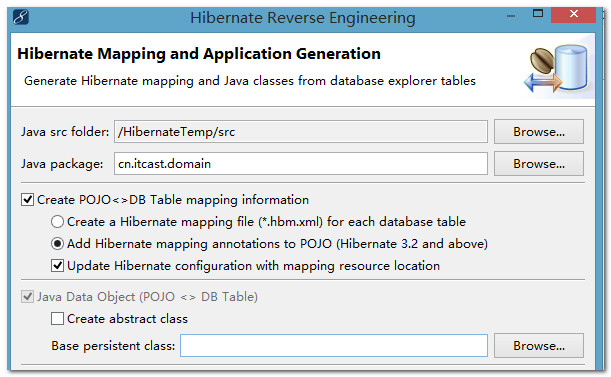 Hibernate Reverse Engineering
Hibernate Mapping and Application Generation
Generate Hibernate mapping and Java classes from database explorer tables
Java src folder: /HibernateTemp/src Browse...
Java package: cn.itcast.domain Browse...
Create POJO<>DB Table mapping information
Create a Hibernate mapping file (*.hbm.xml) for each database table
Add Hibernate mapping annotations to POJO (Hibernate 3.2 and above)
Update Hibernate configuration with mapping resource location
Java Data Object (POJO <> DB Table)
Create abstract class
Base persistent class: Browse...